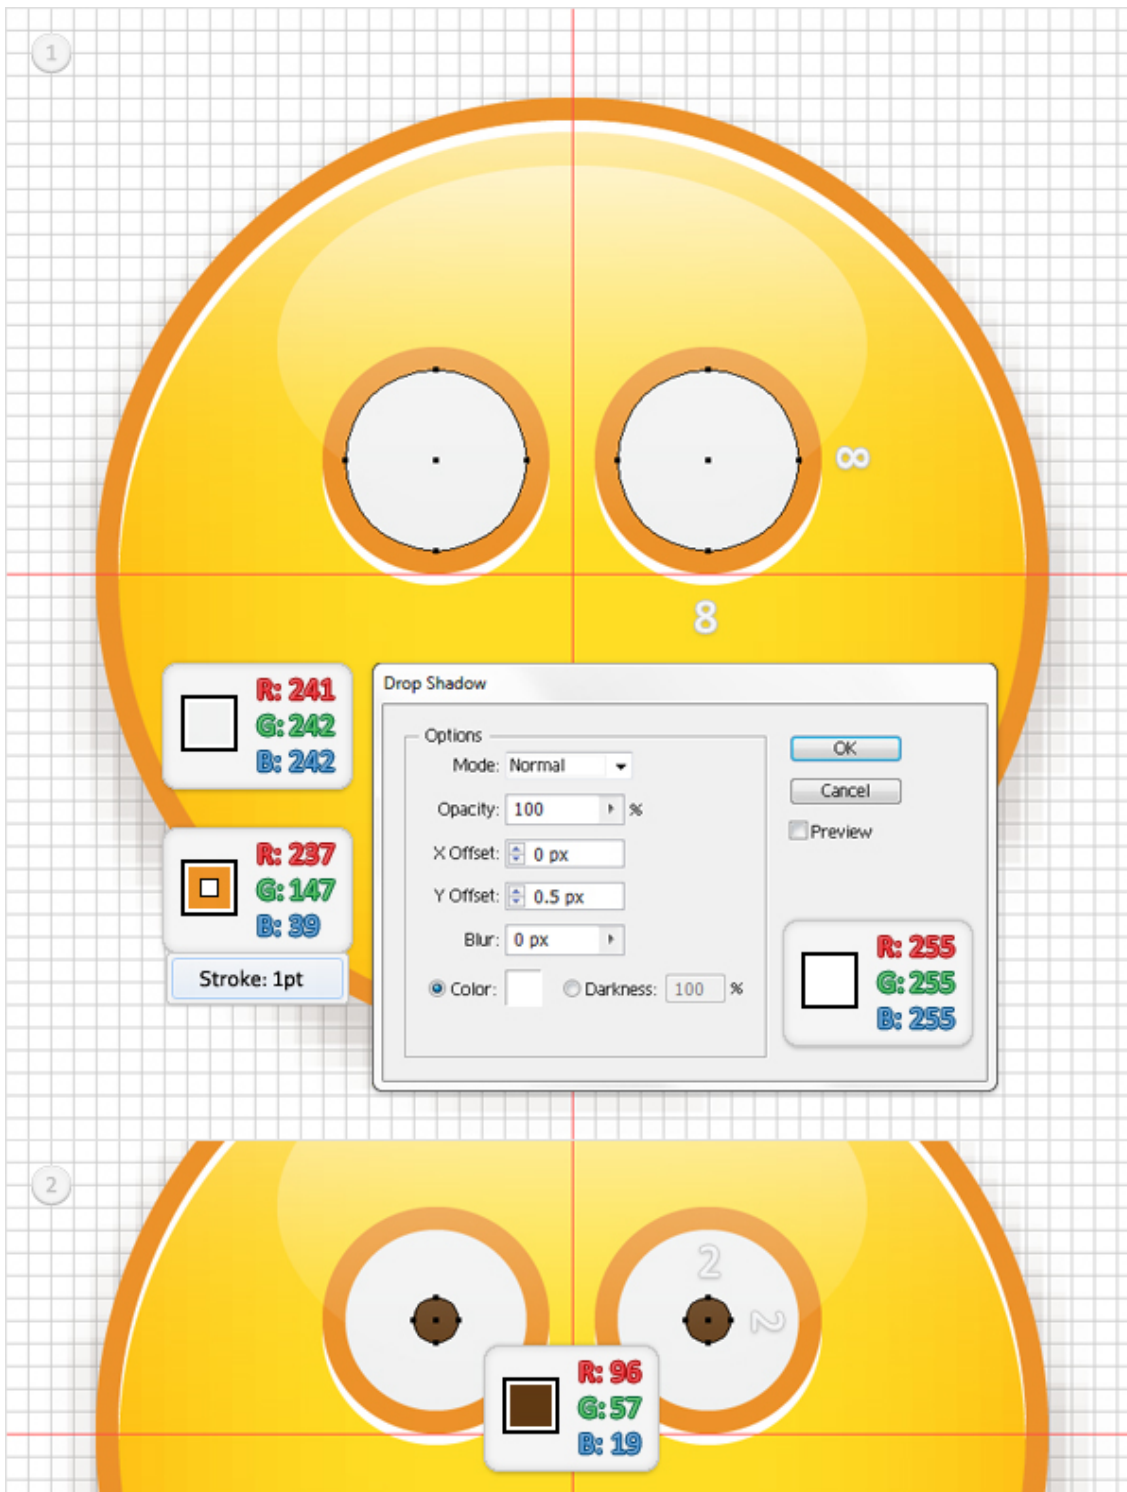 1
8
8
R: 241
G: 242
B: 242
R: 237
G: 147
B: 39
Stroke: 1pt
Drop Shadow
Options
Mode: Normal
Opacity: 100 %
X Offset: 0 px
Y Offset: 0.5 px
Blur: 0 px
Color: Darkness: 100 %
OK
Cancel
Preview
R: 255
G: 255
B: 255
2
2
2
R: 96
G: 57
B: 19